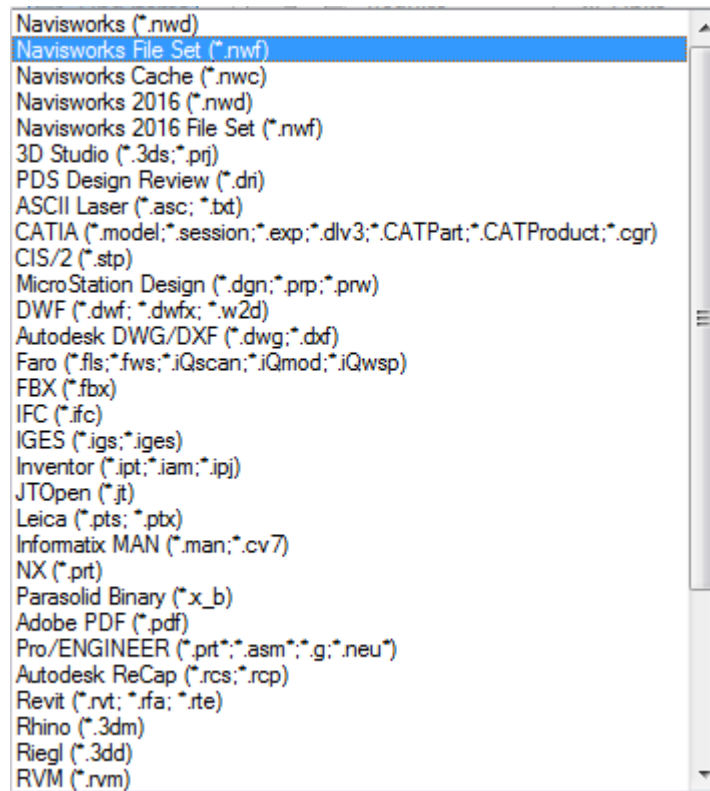 Navisworks (*.nwd)
Navisworks File Set (*.nwf)
Navisworks Cache (*.nwc)
Navisworks 2016 (*.nwd)
Navisworks 2016 File Set (*.nwf)
3D Studio (*.3ds;*.prj)
PDS Design Review (*.dri)
ASCII Laser (*.asc; *.txt)
CATIA (*.model;*.session;*.exp;*.dlv3;*.CATPart;*.CATProduct;*.cgr)
CIS/2 (*.stp)
MicroStation Design (*.dgn;*.prp;*.prw)
DWF (*.dwf; *.dwfx; *.w2d)
Autodesk DWG/DXF (*.dwg;*.dxf)
Faro (*.fls;*.fws;*.iQscan;*.iQmod;*.iQwsp)
FBX (*.fbx)
IFC (*.ifc)
IGES (*.igs;*.iges)
Inventor (*.ipt;*.iam;*.ipj)
JTOpen (*.jt)
Leica (*.pts; *.ptx)
Informatix MAN (*.man;*.cv7)
NX (*.prt)
Parasolid Binary (*.x_b)
Adobe PDF (*.pdf)
Pro/ENGINEER (*.prt*;*.asm*;*.g;*.neu*)
Autodesk ReCap (*.rcs;*.rcp)
Revit (*.rvt; *.rfa; *.rte)
Rhino (*.3dm)
Riegl (*.3dd)
RVM (*.rvm)